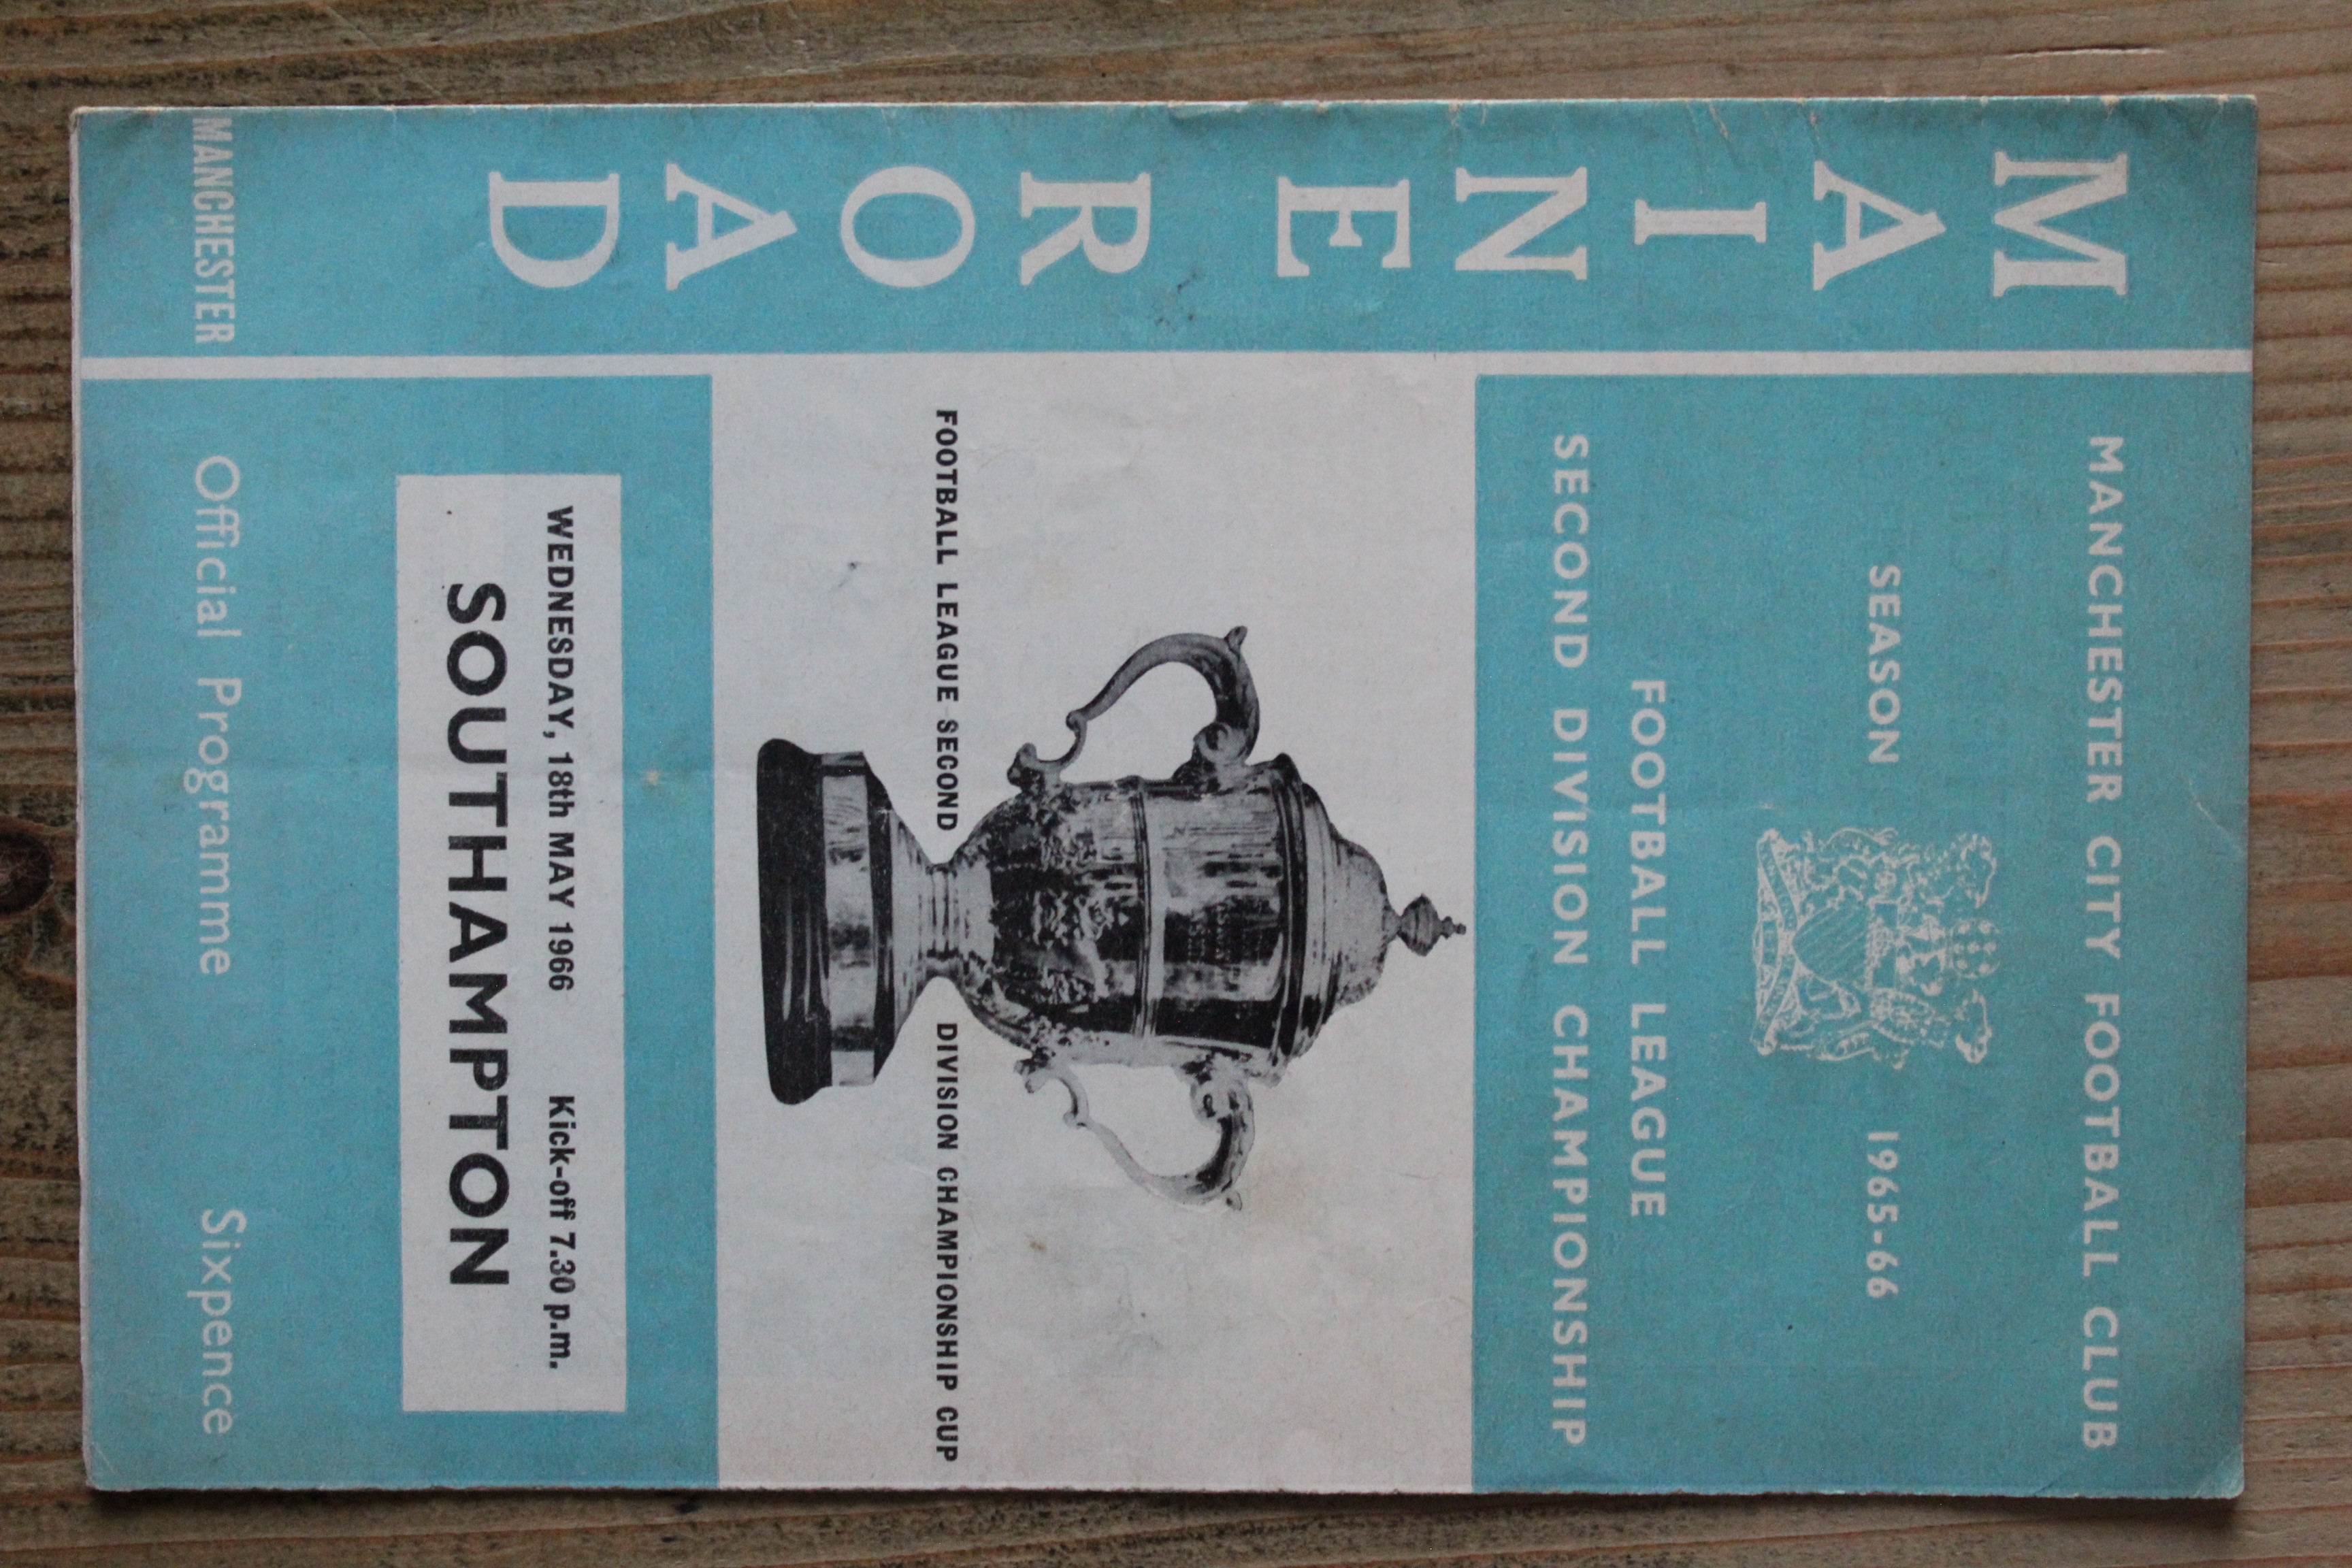 MANCHESTER CITY FOOTBALL CLUB
SEASON 1965-66
FOOTBALL LEAGUE
SECOND DIVISION CHAMPIONSHIP
MAINE ROAD
MANCHESTER
FOOTBALL LEAGUE SECOND DIVISION CHAMPIONSHIP CUP
WEDNESDAY, 18th MAY 1966 Kick-off 7.30 p.m.
SOUTHAMPTON
Official Programme Sixpence